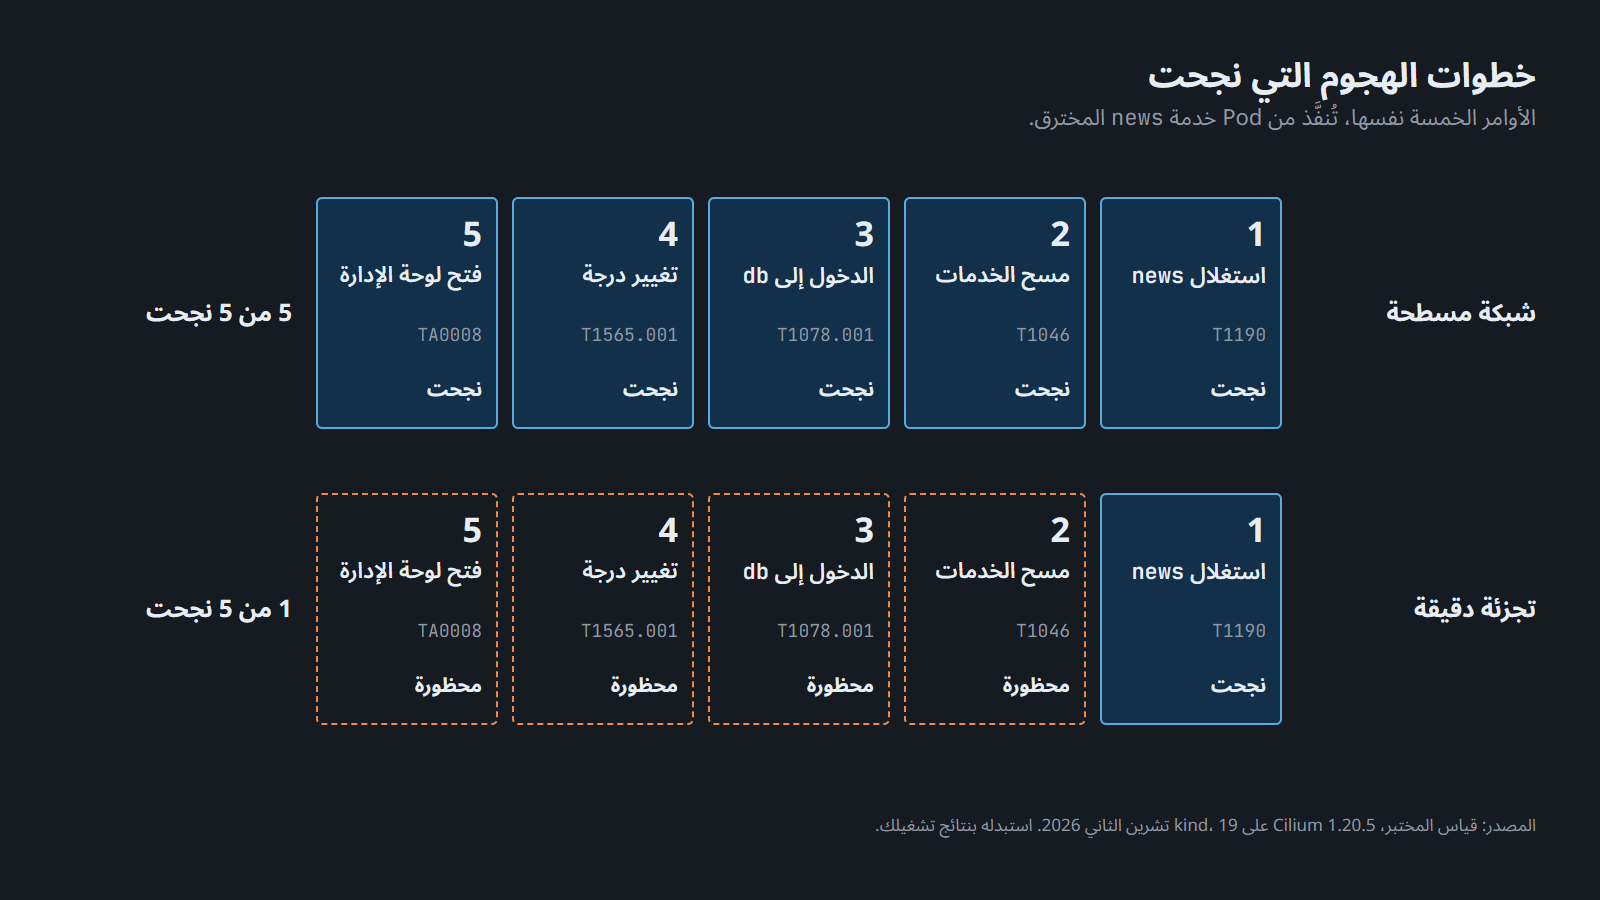 خطوات الهجوم التي نجحت
الأوامر الخمسة نفسها، تُنفَّذ من Pod خدمة news المخترق.
شبكة مسطحة
1
استغلال news
T1190
نجحت
2
مسح الخدمات
T1046
نجحت
3
الدخول إلى db
T1078.001
نجحت
4
تغيير درجة
T1565.001
نجحت
5
فتح لوحة الإدارة
TA0008
نجحت
5 من 5 نجحت
تجزئة دقيقة
1
استغلال news
T1190
نجحت
2
مسح الخدمات
T1046
محظورة
3
الدخول إلى db
T1078.001
محظورة
4
تغيير درجة
T1565.001
محظورة
5
فتح لوحة الإدارة
TA0008
محظورة
1 من 5 نجحت
المصدر: قياس المختبر، Cilium 1.20.5 على kind، 19 تشرين الثاني 2026. استبدله بنتائج تشغيلك.